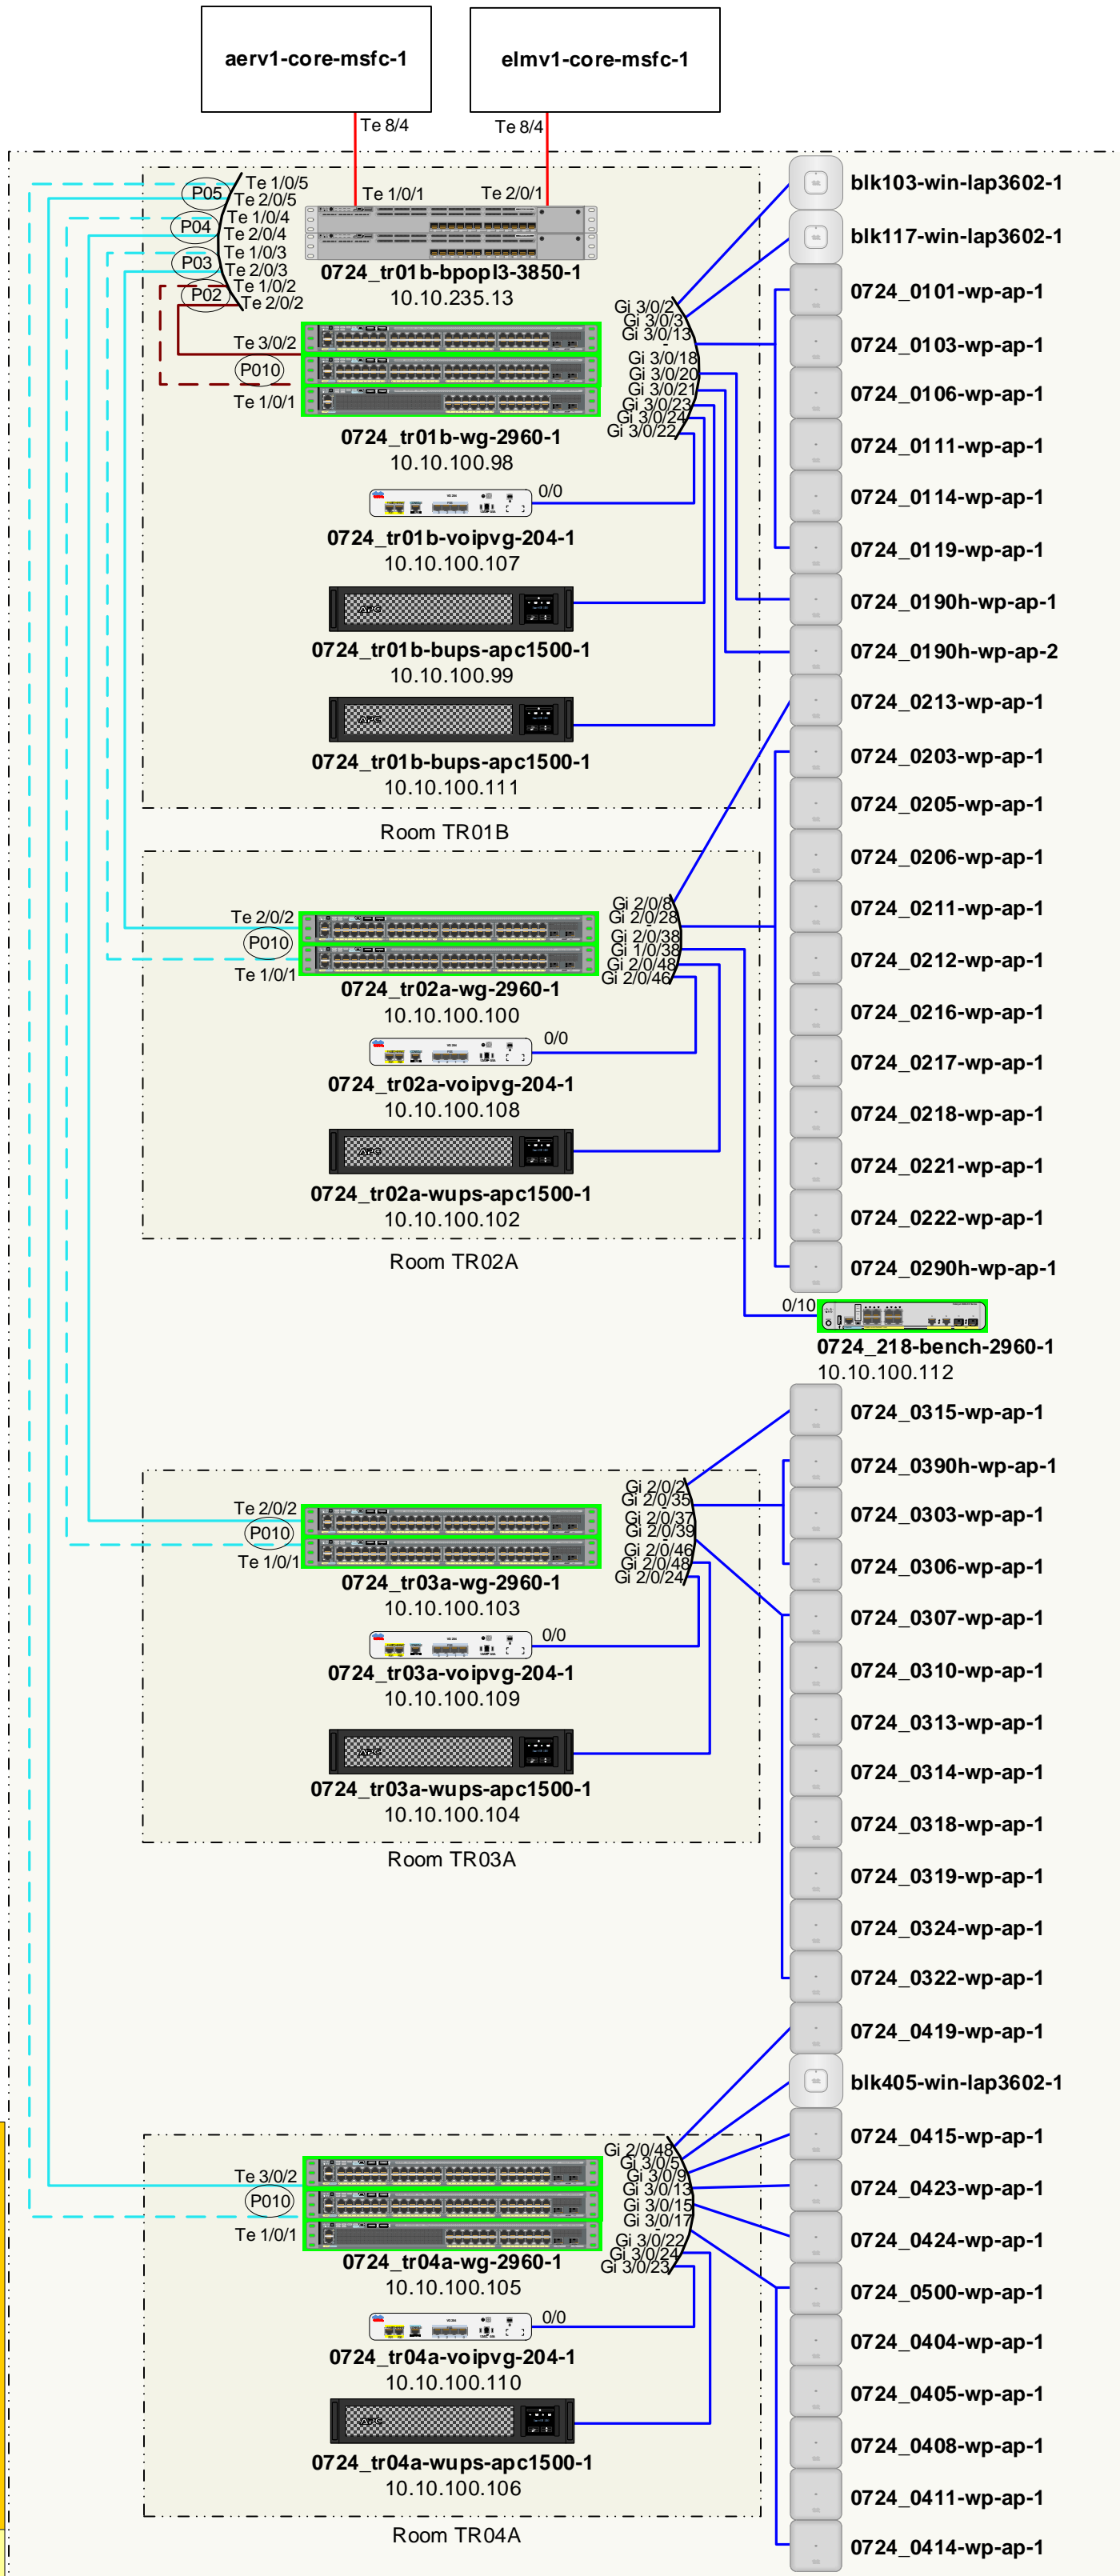 aerv1-core-msfc-1
elmv1-core-msfc-1
Te 8/4
Te 8/4
Te 1/0/1
Te 2/0/1
P05
Te 1/0/5
Te 2/0/5
P04
Te 1/0/4
Te 2/0/4
P03
Te 1/0/3
Te 2/0/3
P02
Te 1/0/2
Te 2/0/2
0724_tr01b-bpopl3-3850-1
10.10.235.13
Te 3/0/2
P010
Te 1/0/1
0724_tr01b-wg-2960-1
10.10.100.98
Gi 3/0/2
Gi 3/0/3
Gi 3/0/13
-
Gi 3/0/18
Gi 3/0/20
Gi 3/0/21
Gi 3/0/23
Gi 3/0/24
Gi 3/0/22
0/0
0724_tr01b-voipvg-204-1
10.10.100.107
APC
0724_tr01b-bups-apc1500-1
10.10.100.99
APC
0724_tr01b-bups-apc1500-1
10.10.100.111
Room TR01B
blk103-win-lap3602-1
blk117-win-lap3602-1
0724_0101-wp-ap-1
0724_0103-wp-ap-1
0724_0106-wp-ap-1
0724_0111-wp-ap-1
0724_0114-wp-ap-1
0724_0119-wp-ap-1
0724_0190h-wp-ap-1
0724_0190h-wp-ap-2
0724_0213-wp-ap-1
0724_0203-wp-ap-1
0724_0205-wp-ap-1
0724_0206-wp-ap-1
0724_0211-wp-ap-1
0724_0212-wp-ap-1
0724_0216-wp-ap-1
0724_0217-wp-ap-1
0724_0218-wp-ap-1
0724_0221-wp-ap-1
0724_0222-wp-ap-1
0724_0290h-wp-ap-1
Te 2/0/2
P010
Te 1/0/1
0724_tr02a-wg-2960-1
10.10.100.100
Gi 2/0/8
Gi 2/0/28
-
Gi 2/0/38
Gi 1/0/38
Gi 2/0/48
Gi 2/0/46
0/0
0724_tr02a-voipvg-204-1
10.10.100.108
APC
0724_tr02a-wups-apc1500-1
10.10.100.102
Room TR02A
0/10
0724_218-bench-2960-1
10.10.100.112
Te 2/0/2
P010
Te 1/0/1
0724_tr03a-wg-2960-1
10.10.100.103
Gi 2/0/2
Gi 2/0/35
-
Gi 2/0/37
Gi 2/0/39
-
Gi 2/0/46
Gi 2/0/48
Gi 2/0/24
0/0
0724_tr03a-voipvg-204-1
10.10.100.109
APC
0724_tr03a-wups-apc1500-1
10.10.100.104
Room TR03A
0724_0315-wp-ap-1
0724_0390h-wp-ap-1
0724_0303-wp-ap-1
0724_0306-wp-ap-1
0724_0307-wp-ap-1
0724_0310-wp-ap-1
0724_0313-wp-ap-1
0724_0314-wp-ap-1
0724_0318-wp-ap-1
0724_0319-wp-ap-1
0724_0324-wp-ap-1
0724_0322-wp-ap-1
0724_0419-wp-ap-1
blk405-win-lap3602-1
0724_0415-wp-ap-1
0724_0423-wp-ap-1
0724_0424-wp-ap-1
0724_0500-wp-ap-1
0724_0404-wp-ap-1
0724_0405-wp-ap-1
0724_0408-wp-ap-1
0724_0411-wp-ap-1
0724_0414-wp-ap-1
Te 3/0/2
P010
Te 1/0/1
0724_tr04a-wg-2960-1
10.10.100.105
Gi 2/0/48
Gi 3/0/5
Gi 3/0/9
Gi 3/0/13
Gi 3/0/15
Gi 3/0/17
-
Gi 3/0/22
Gi 3/0/24
Gi 3/0/23
0/0
0724_tr04a-voipvg-204-1
10.10.100.110
APC
0724_tr04a-wups-apc1500-1
10.10.100.106
Room TR04A